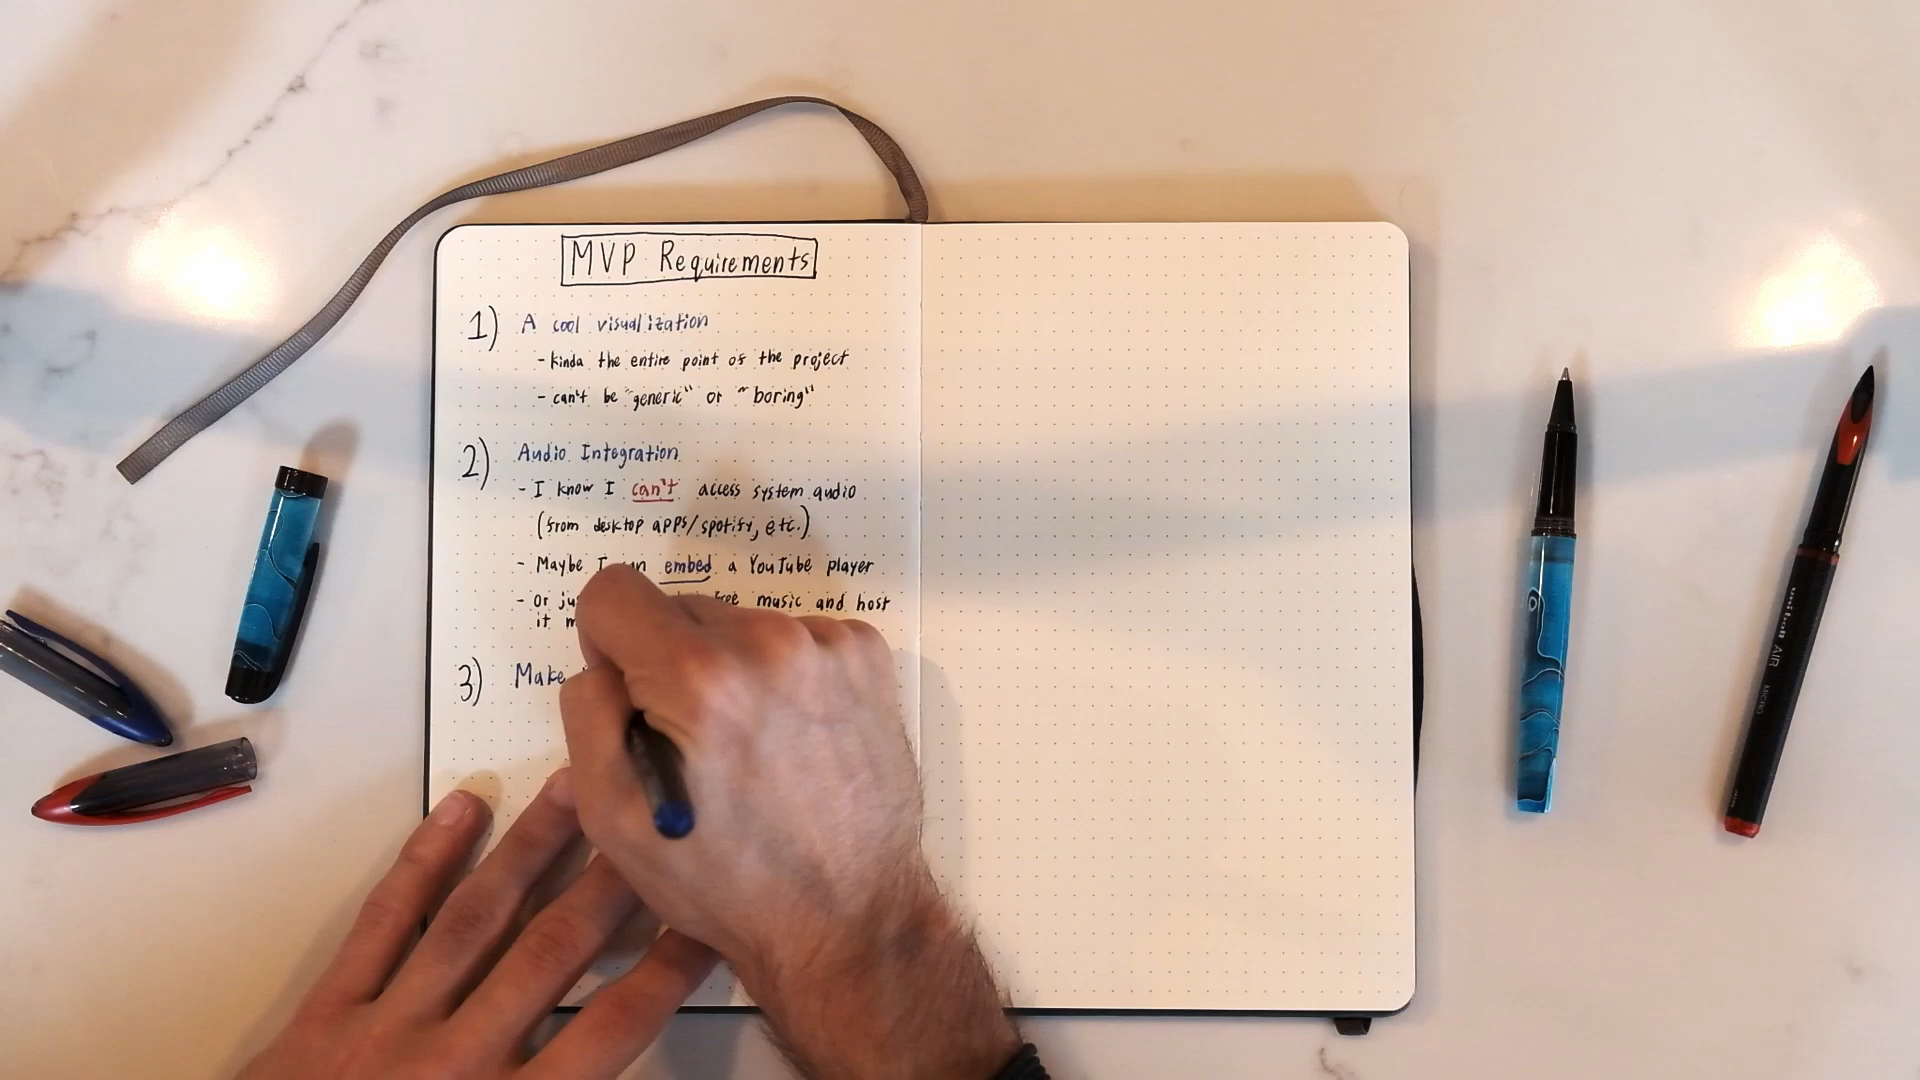 MVP Requirements
1) A cool visualization
- kinda the entire point of the project
- can't be "generic" or "boring"
2) Audio Integration
- I know I can't access system audio
(from desktop apps/spotify, etc.)
- Maybe I a YouTube player
embed
- Or free music and host
it
3) Make
uni-ball AIR
MICRO